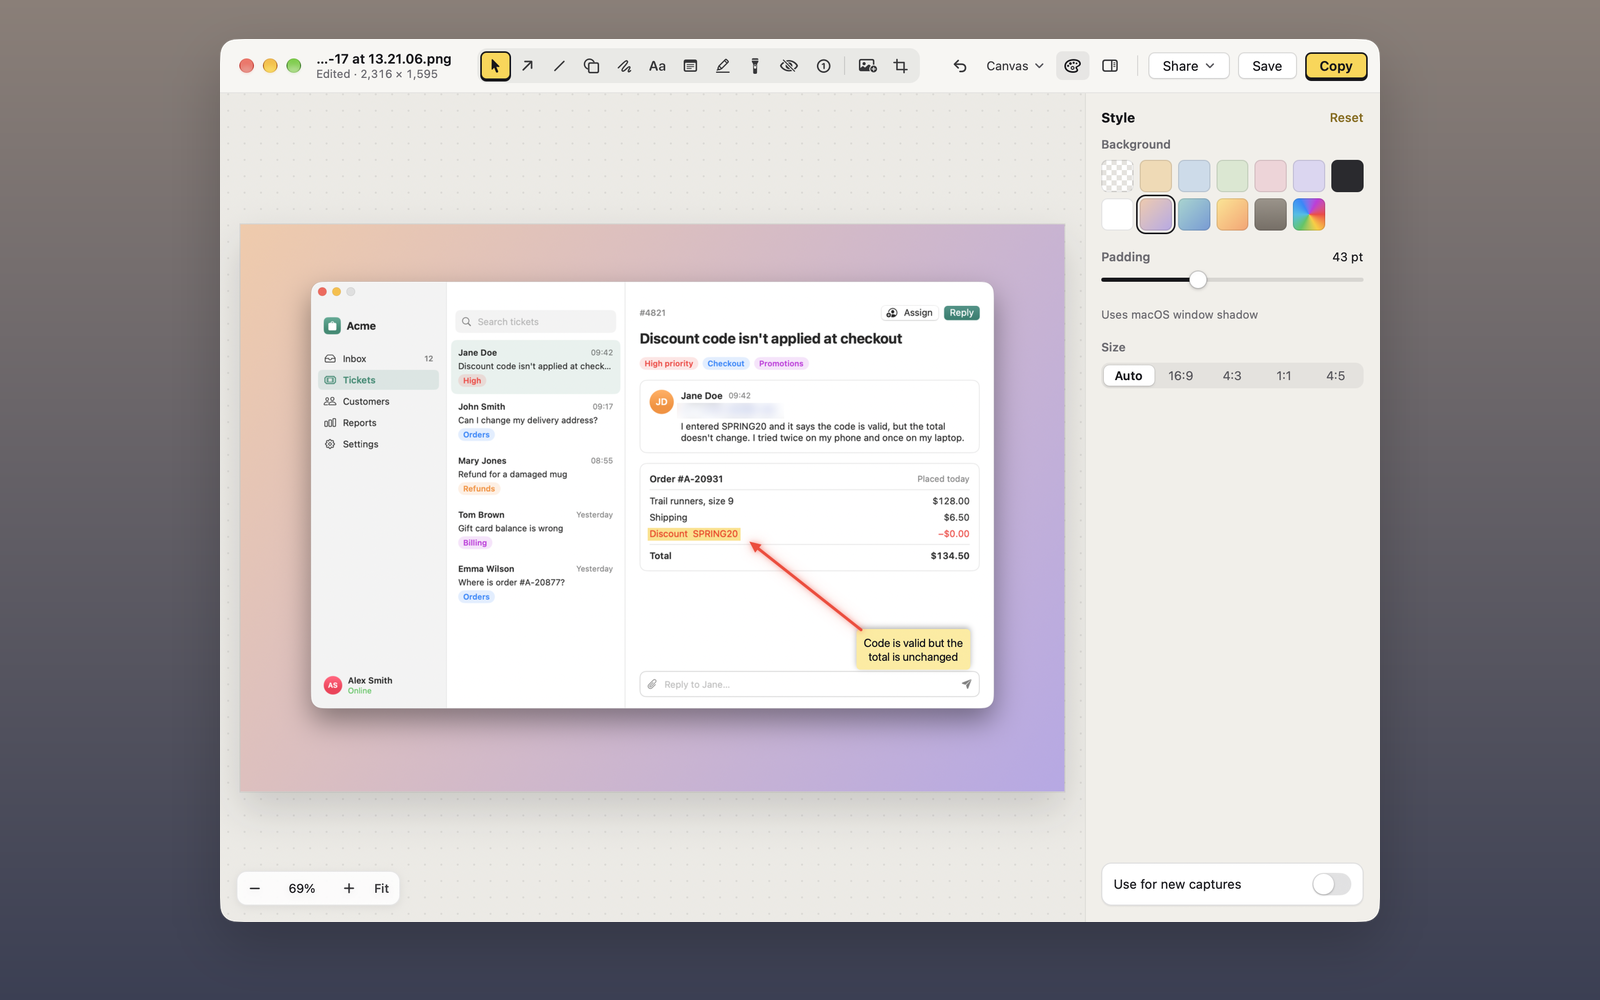 ...-17 at 13.21.06.png
Edited · 2,316 × 1,595
Aa
1
Canvas
Share
Save
Copy
Style
Reset
Background
Padding
43 pt
Uses macOS window shadow
Size
Auto
16:9
4:3
1:1
4:5
Use for new captures
69%
Fit
Acme
Inbox 12
Tickets
Customers
Reports
Settings
AS
Alex Smith
Online
Search tickets
Jane Doe 09:42
Discount code isn't applied at check...
High
John Smith 09:17
Can I change my delivery address?
Orders
Mary Jones 08:55
Refund for a damaged mug
Refunds
Tom Brown Yesterday
Gift card balance is wrong
Billing
Emma Wilson Yesterday
Where is order #A-20877?
Orders
#4821
Assign
Reply
Discount code isn't applied at checkout
High priority
Checkout
Promotions
JD
Jane Doe 09:42
I entered SPRING20 and it says the code is valid, but the total
doesn't change. I tried twice on my phone and once on my laptop.
Order #A-20931 Placed today
Trail runners, size 9 $128.00
Shipping $6.50
Discount SPRING20 −$0.00
Total $134.50
Code is valid but the
total is unchanged
Reply to Jane...